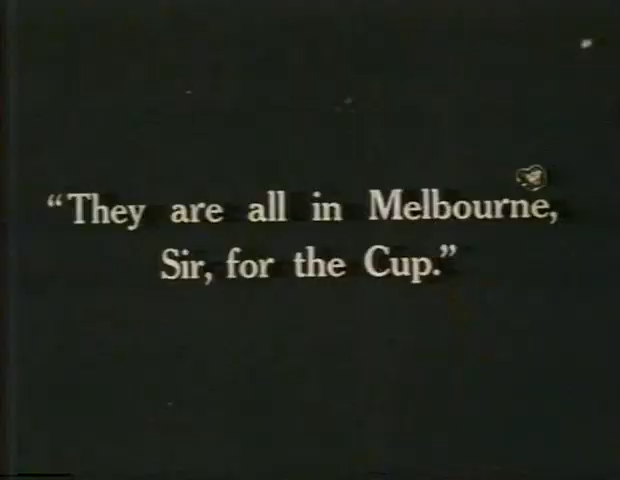 “They are all in Melbourne,
Sir, for the Cup.”